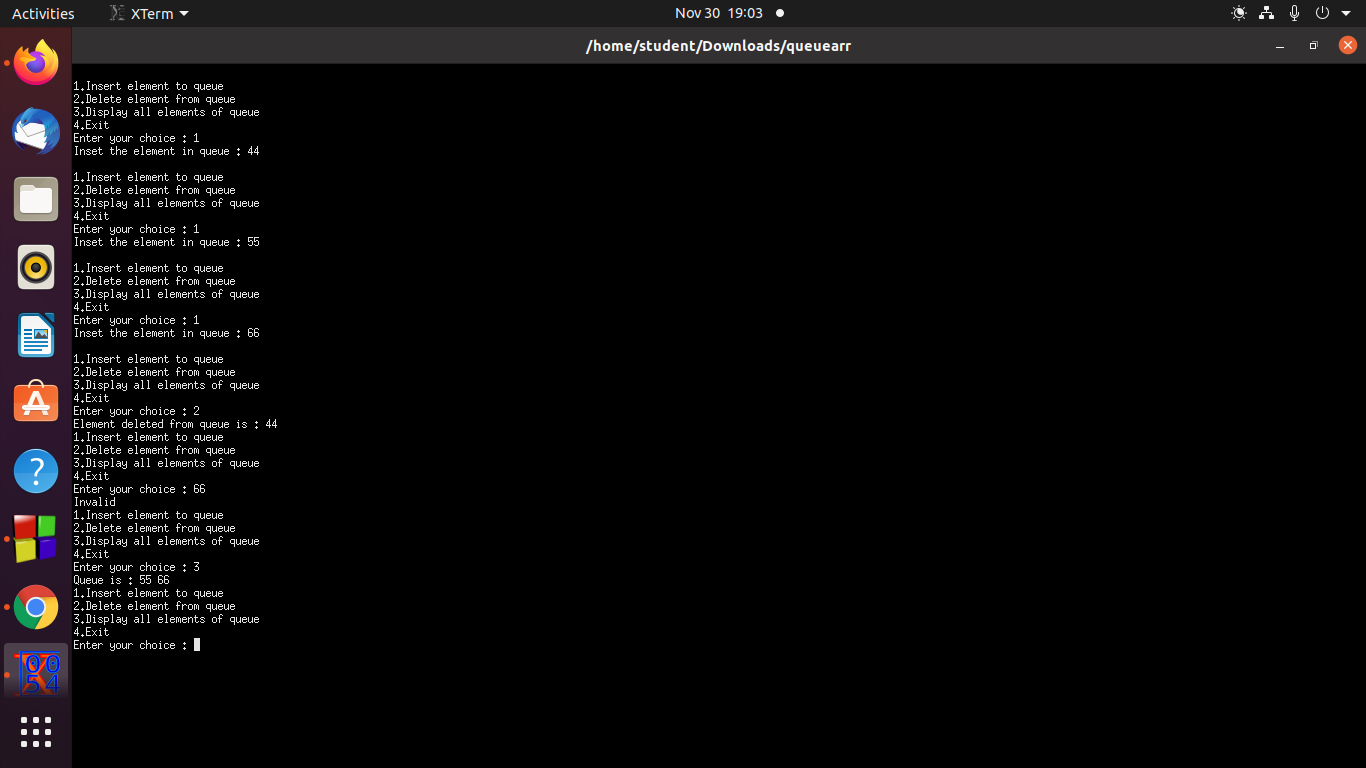 Activities XTerm Nov 30 19:03
/home/student/Downloads/queuearr
1.Insert element to queue
2.Delete element from queue
3.Display all elements of queue
4.Exit
Enter your choice : 1
Inset the element in queue : 44
1.Insert element to queue
2.Delete element from queue
3.Display all elements of queue
4.Exit
Enter your choice : 1
Inset the element in queue : 55
1.Insert element to queue
2.Delete element from queue
3.Display all elements of queue
4.Exit
Enter your choice : 1
Inset the element in queue : 66
1.Insert element to queue
2.Delete element from queue
3.Display all elements of queue
4.Exit
Enter your choice : 2
Element deleted from queue is : 44
1.Insert element to queue
2.Delete element from queue
3.Display all elements of queue
4.Exit
Enter your choice : 66
Invalid
1.Insert element to queue
2.Delete element from queue
3.Display all elements of queue
4.Exit
Enter your choice : 3
Queue is : 55 66
1.Insert element to queue
2.Delete element from queue
3.Display all elements of queue
4.Exit
Enter your choice :
00
54